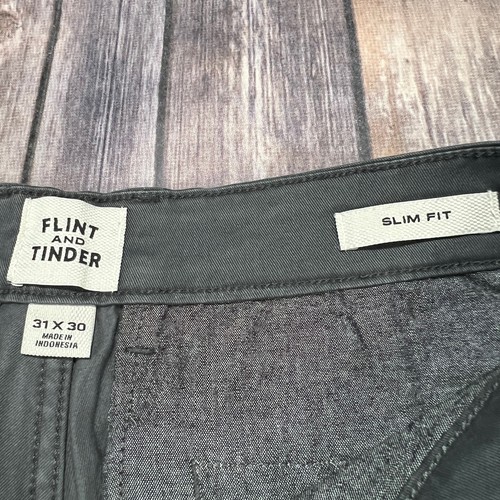 FLINT
AND
TINDER
SLIM FIT
31 X 30
MADE IN
INDONESIA